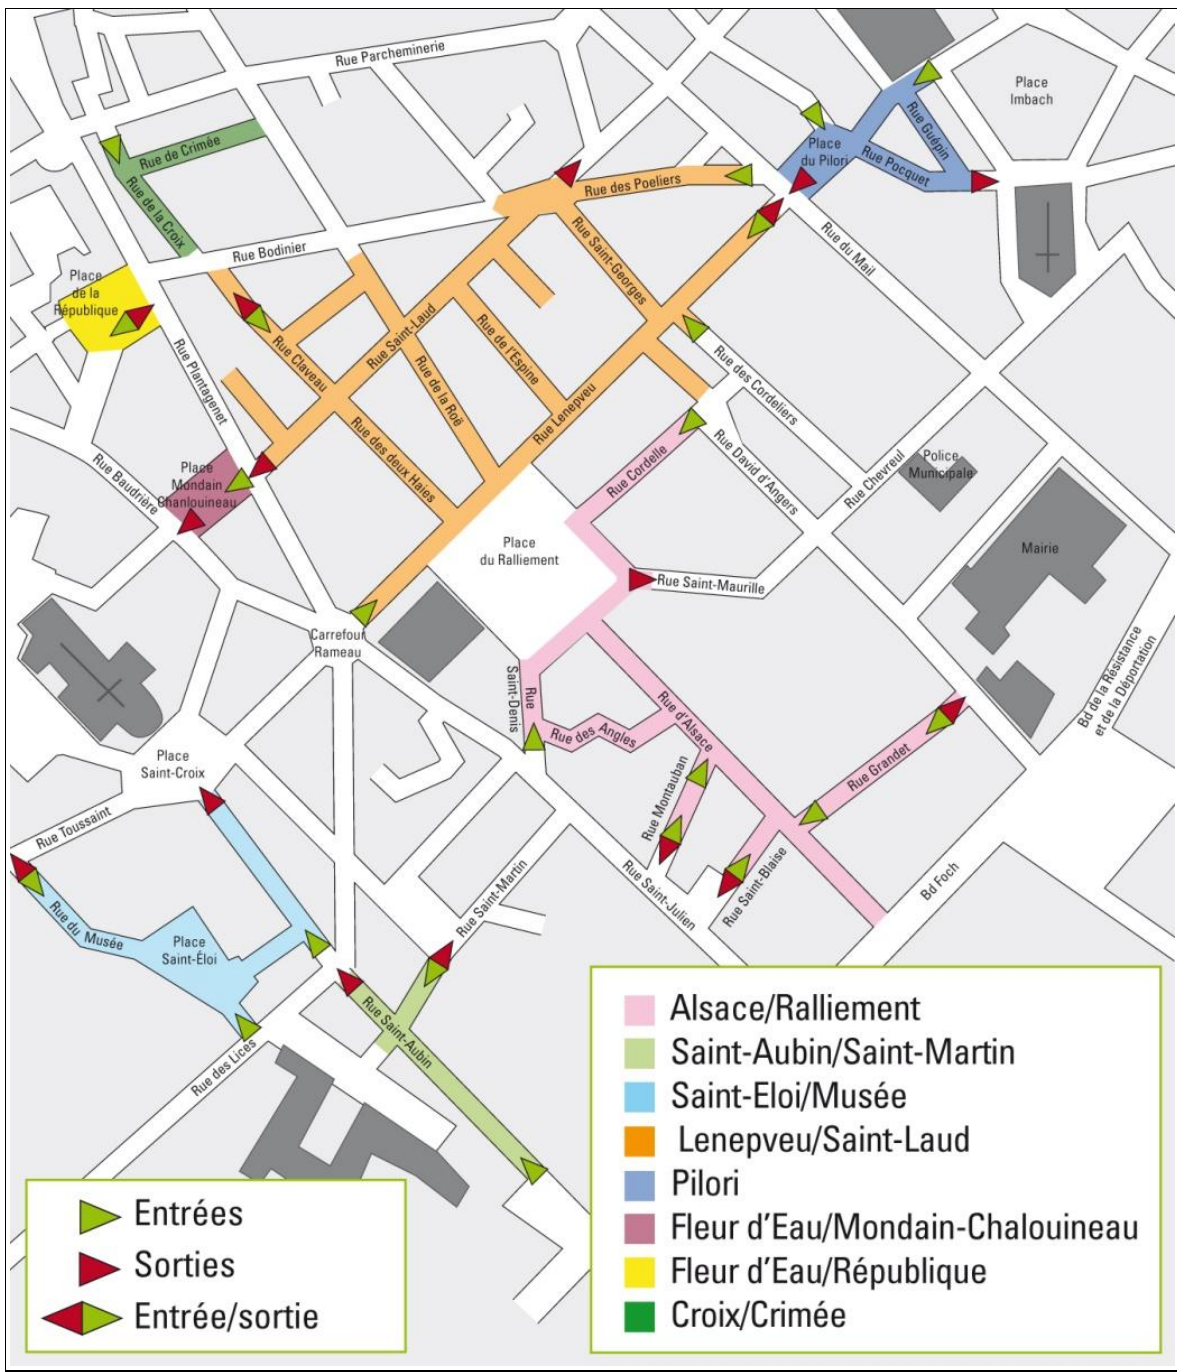 Rue Parcheminerie
Place
Imbach
Rue de Crimée
Rue Guépin
Place
du Pilori
Rue Pocquet
Rue des Poeliers
Rue de la Croix
Rue Bodinier
Rue Saint-Georges
Rue du Mail
Place
de la
République
Rue Saint-Laud
Rue Claveau
Rue de l'Espine
Rue Plantagenet
Rue de la Roë
Rue Lenepveu
Rue des Cordeliers
Rue des deux Haies
Rue Cordelle
Rue David d'Angers
Rue Chevreul
Police
Municipale
Rue Baudrière
Place
Mondain
Chanlouineau
Place
du Ralliement
Mairie
Rue Saint-Maurille
Carrefour
Rameau
Bd de la Résistance
et de la Déportation
Rue
Saint-Denis
Rue des Angles
Rue d'Alsace
Rue Grandet
Place
Saint-Croix
Rue Montauban
Rue Toussaint
Rue Saint-Blaise
Bd Foch
Rue Saint-Julien
Rue Saint-Martin
Rue du Musée
Place
Saint-Éloi
Rue Saint-Aubin
Rue des Lices
Alsace/Ralliement
Saint-Aubin/Saint-Martin
Saint-Eloi/Musée
Lenepveu/Saint-Laud
Pilori
Fleur d'Eau/Mondain-Chalouineau
Fleur d'Eau/République
Croix/Crimée
Entrées
Sorties
Entrée/sortie